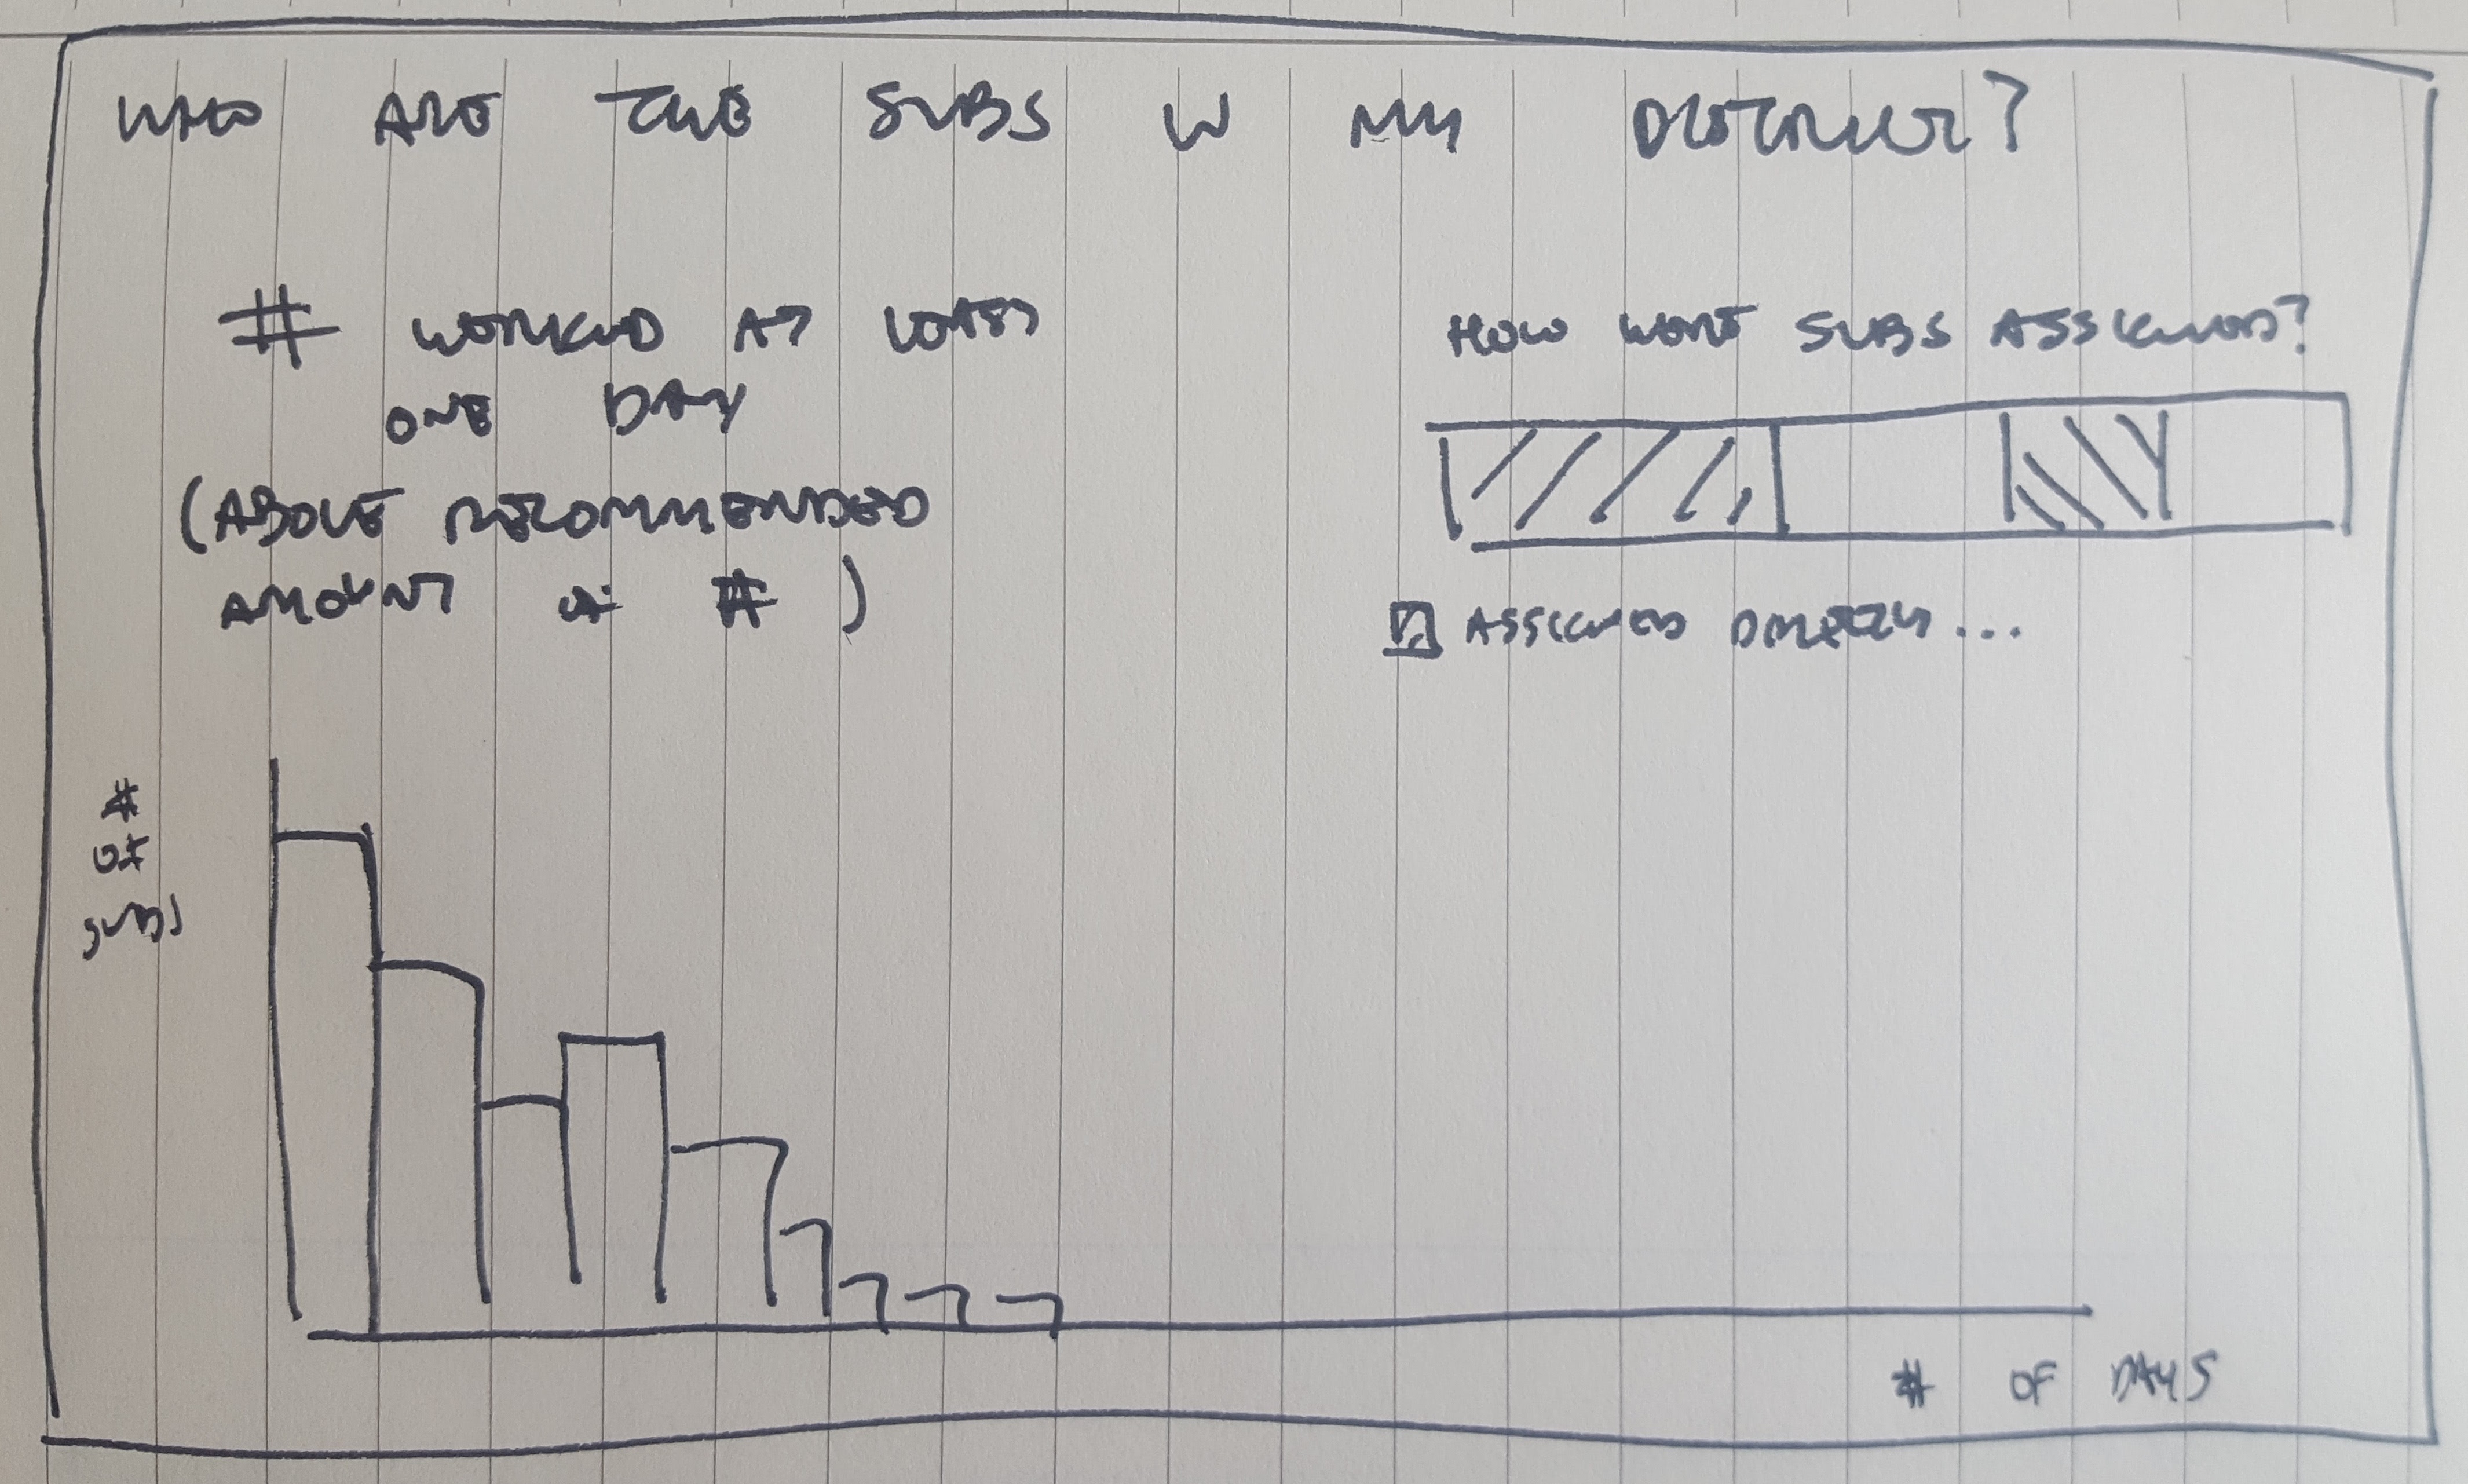 WHO ARE THE SUBS IN MY DISTRICT?
# WORKED AT LEAST
ONE DAY
(ABOVE RECOMMENDED
AMOUNT OF #)
HOW WERE SUBS ASSIGNED?
ASSIGNED DIRECTLY...
#
OF
SUBS
# OF DAYS